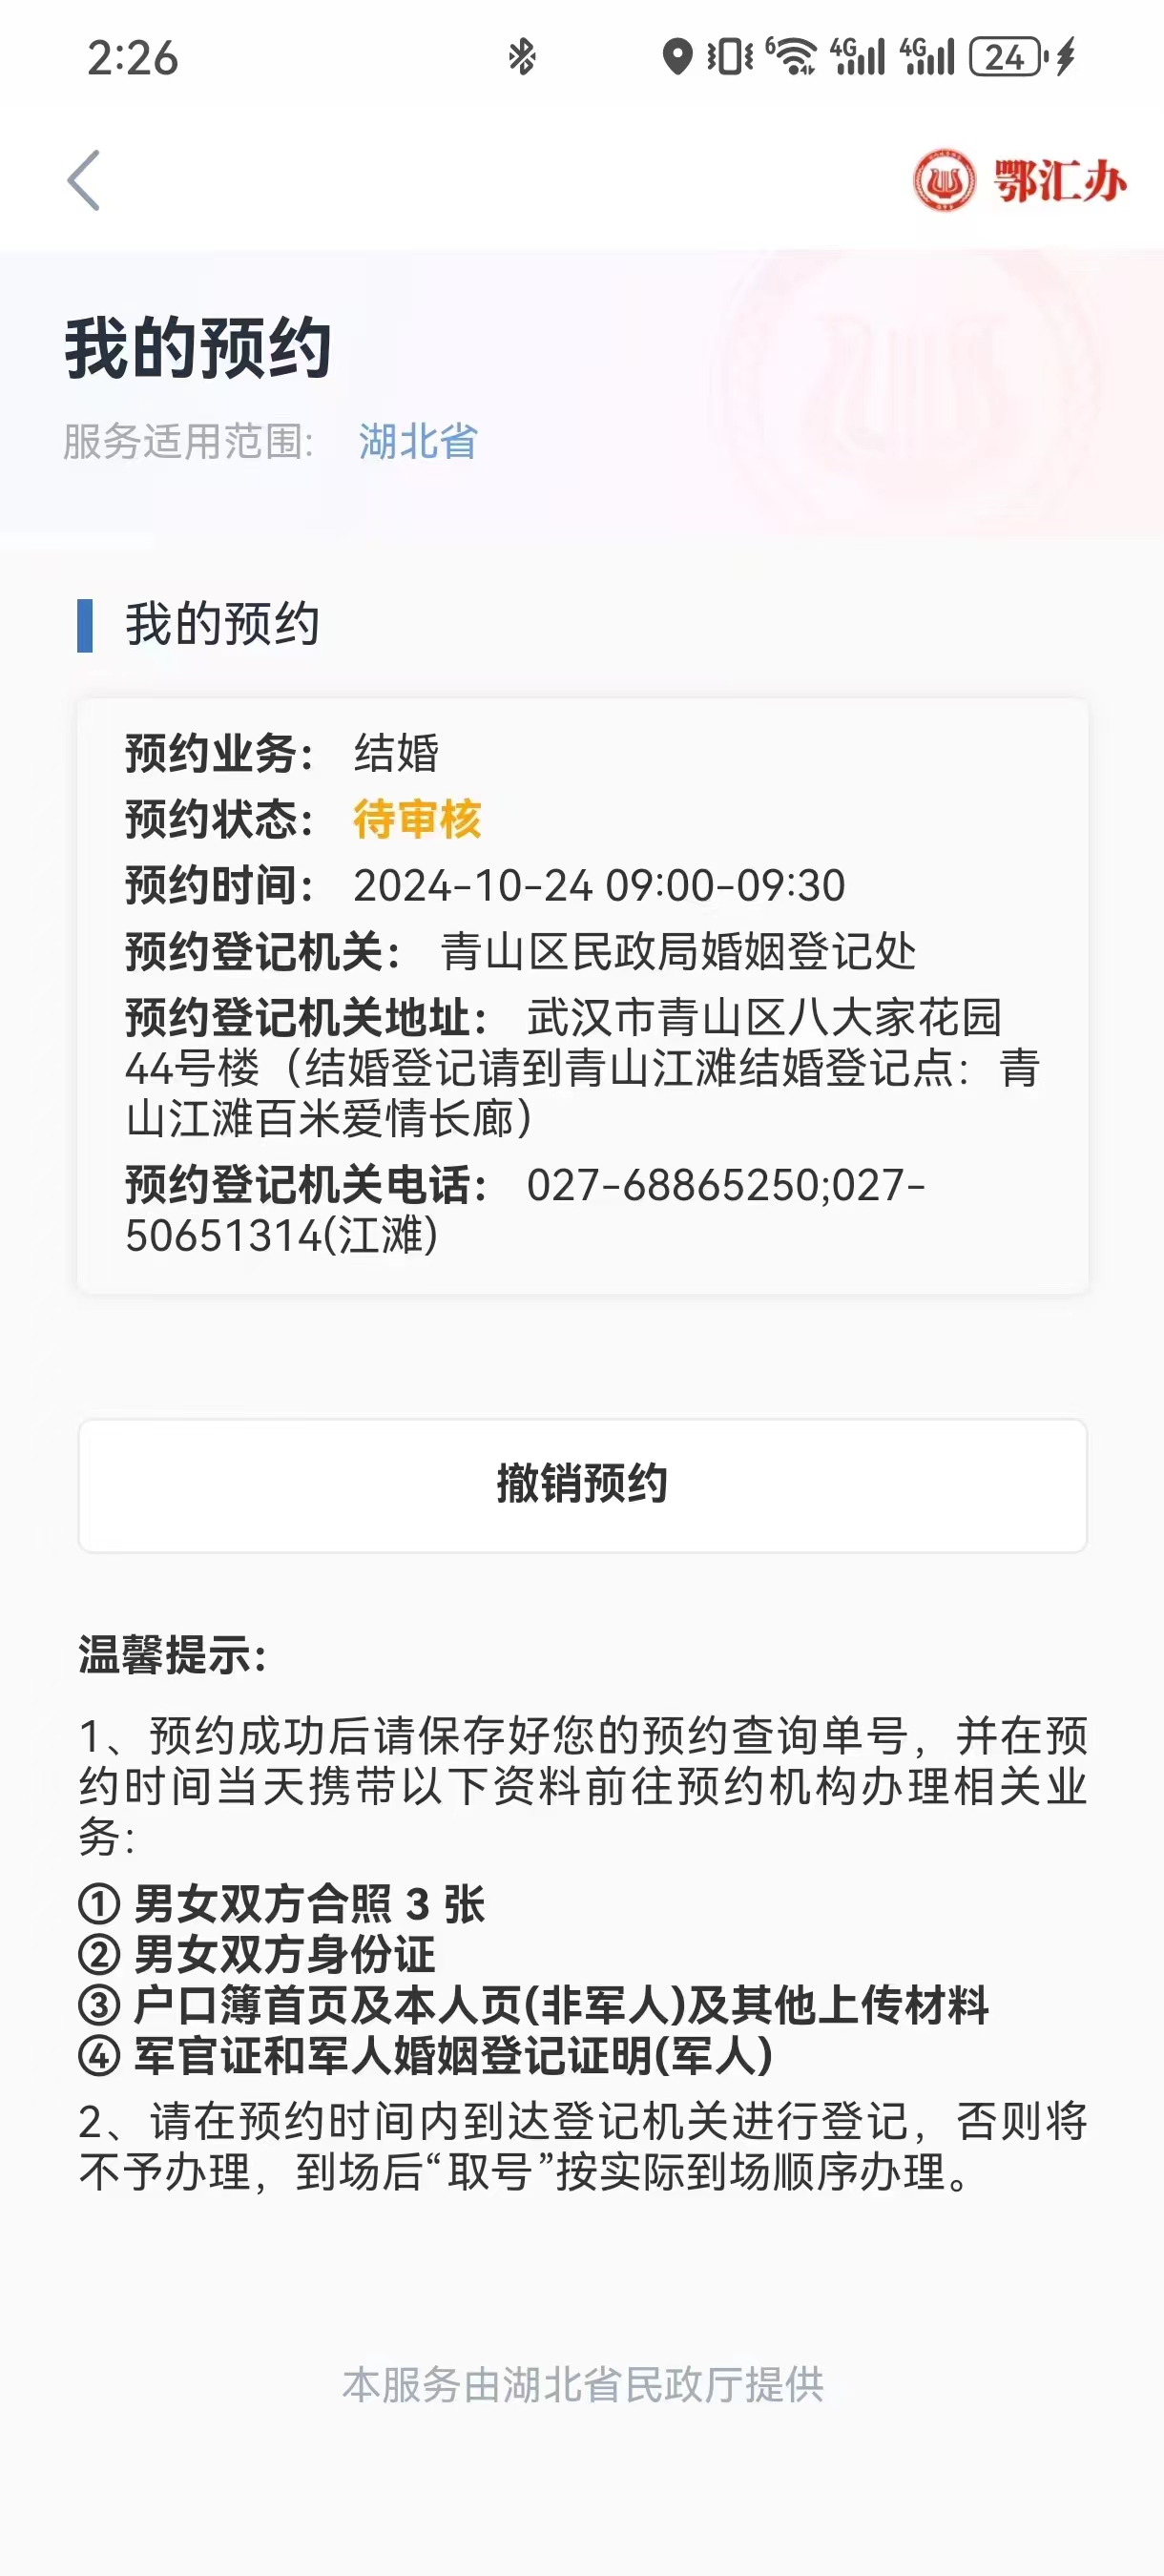 2:26
6
4G
4G
24
鄂汇办
我的预约
服务适用范围: 湖北省
我的预约
预约业务: 结婚
预约状态: 待审核
预约时间: 2024-10-24 09:00-09:30
预约登记机关: 青山区民政局婚姻登记处
预约登记机关地址: 武汉市青山区八大家花园
44号楼（结婚登记请到青山江滩结婚登记点：青
山江滩百米爱情长廊）
预约登记机关电话: 027-68865250;027-
50651314(江滩)
撤销预约
温馨提示：
1、预约成功后请保存好您的预约查询单号，并在预
约时间当天携带以下资料前往预约机构办理相关业
务：
① 男女双方合照 3 张
② 男女双方身份证
③ 户口簿首页及本人页(非军人)及其他上传材料
④ 军官证和军人婚姻登记证明(军人)
2、请在预约时间内到达登记机关进行登记，否则将
不予办理，到场后“取号”按实际到场顺序办理。
本服务由湖北省民政厅提供